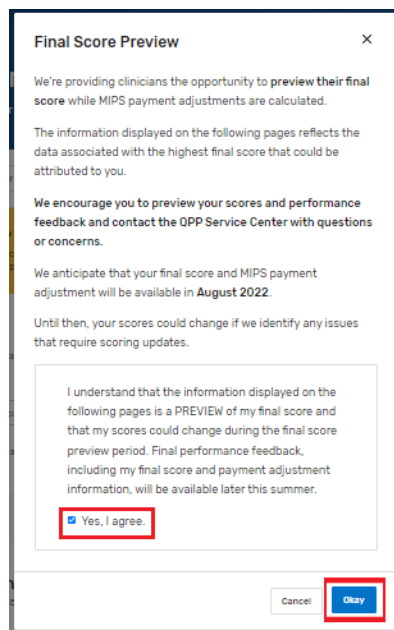 Final Score Preview
We're providing clinicians the opportunity to preview their final
score while MIPS payment adjustments are calculated.
The information displayed on the following pages reflects the
data associated with the highest final score that could be
attributed to you.
We encourage you to preview your scores and performance
feedback and contact the QPP Service Center with questions
or concerns.
We anticipate that your final score and MIPS payment
adjustment will be available in August 2022.
Until then, your scores could change if we identify any issues
that require scoring updates.
I understand that the information displayed on the
following pages is a PREVIEW of my final score and
that my scores could change during the final score
preview period. Final performance feedback,
including my final score and payment adjustment
information, will be available later this summer.
Yes, I agree.
Cancel Okay